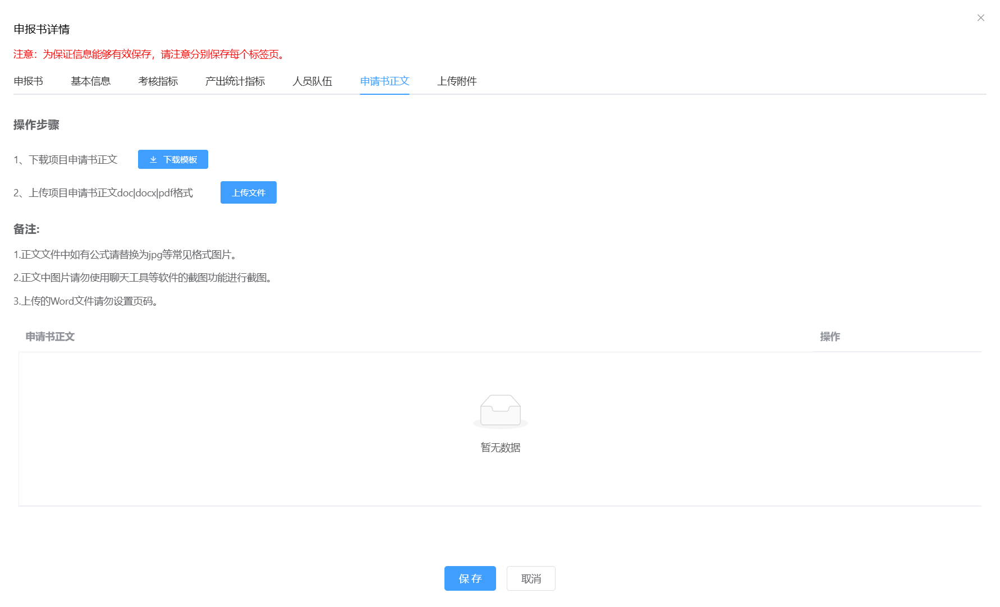 申报书详情
注意：为保证信息能够有效保存，请注意分别保存每个标签页。
申报书 基本信息 考核指标 产出统计指标 人员队伍 申请书正文 上传附件
操作步骤
1、下载项目申请书正文 下载模板
2、上传项目申请书正文doc|docx|pdf格式 上传文件
备注:
1.正文文件中如有公式请替换为jpg等常见格式图片。
2.正文中图片请勿使用聊天工具等软件的截图功能进行截图。
3.上传的Word文件请勿设置页码。
申请书正文 操作
暂无数据
保存 取消